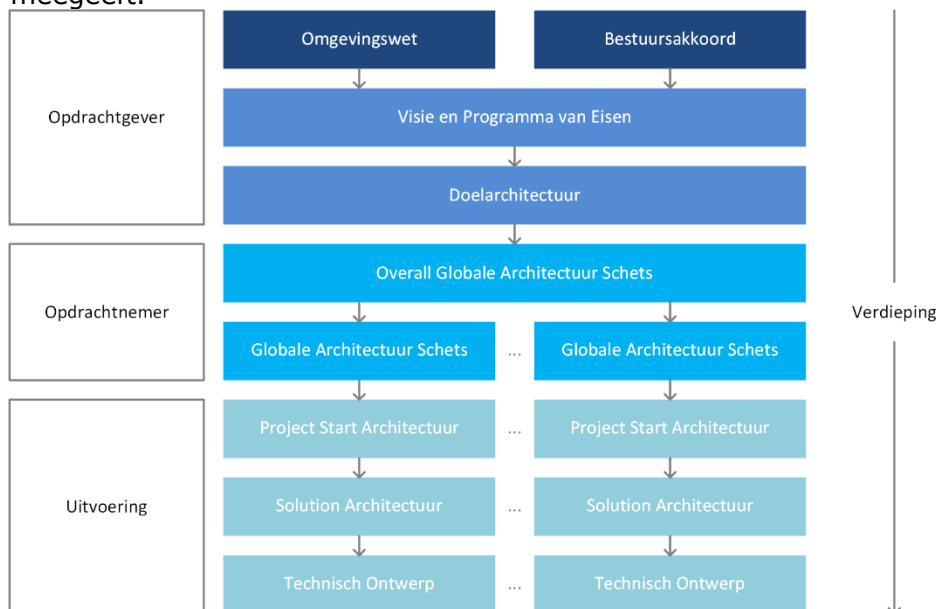 meegeeft.
Omgevingswet
Bestuursakkoord
Opdrachtgever
Visie en Programma van Eisen
Doelarchitectuur
Overall Globale Architectuur Schets
Opdrachtnemer
Verdieping
Globale Architectuur Schets
...
Globale Architectuur Schets
Project Start Architectuur
...
Project Start Architectuur
Uitvoering
Solution Architectuur
...
Solution Architectuur
Technisch Ontwerp
...
Technisch Ontwerp